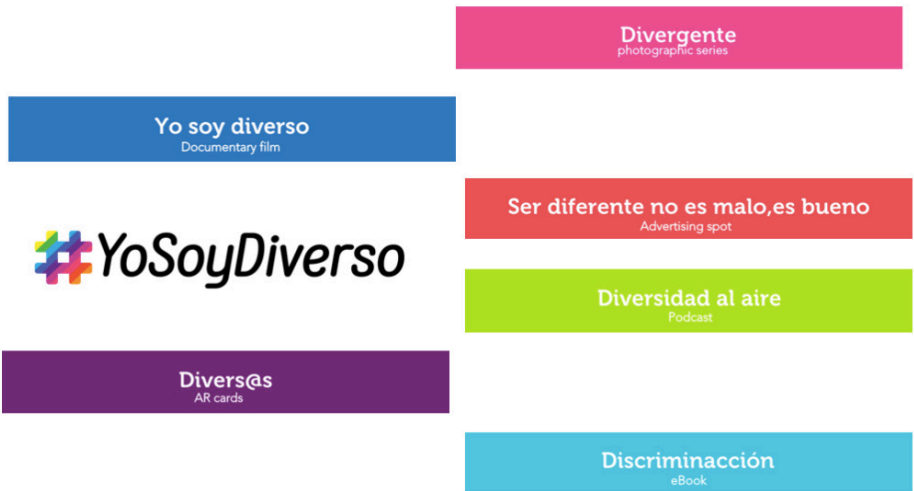 Divergente
photographic series
Yo soy diverso
Documentary film
Ser diferente no es malo,es bueno
Advertising spot
#YoSoyDiverso
Diversidad al aire
Podcast
Divers@s
AR cards
Discriminacción
eBook